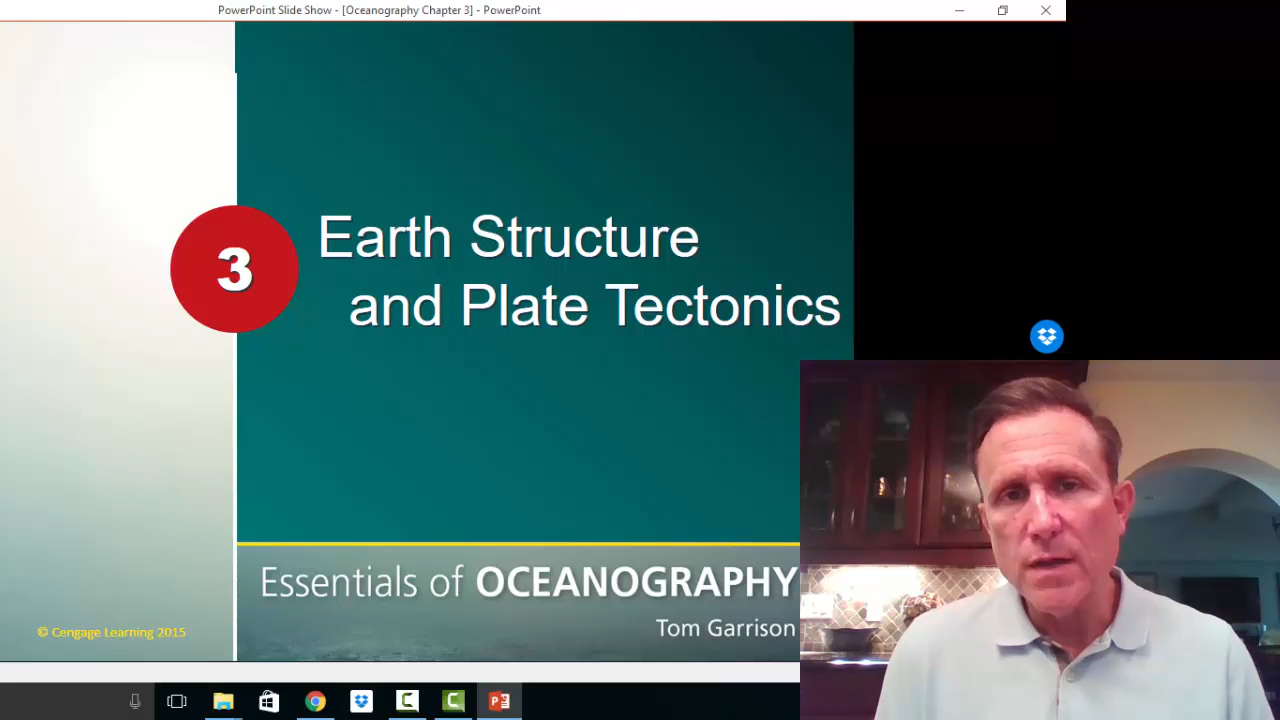 PowerPoint Slide Show - [Oceanography Chapter 3] - PowerPoint
3
Earth Structure
and Plate Tectonics
Essentials of OCEANOGRAPHY
Tom Garrison
© Cengage Learning 2015